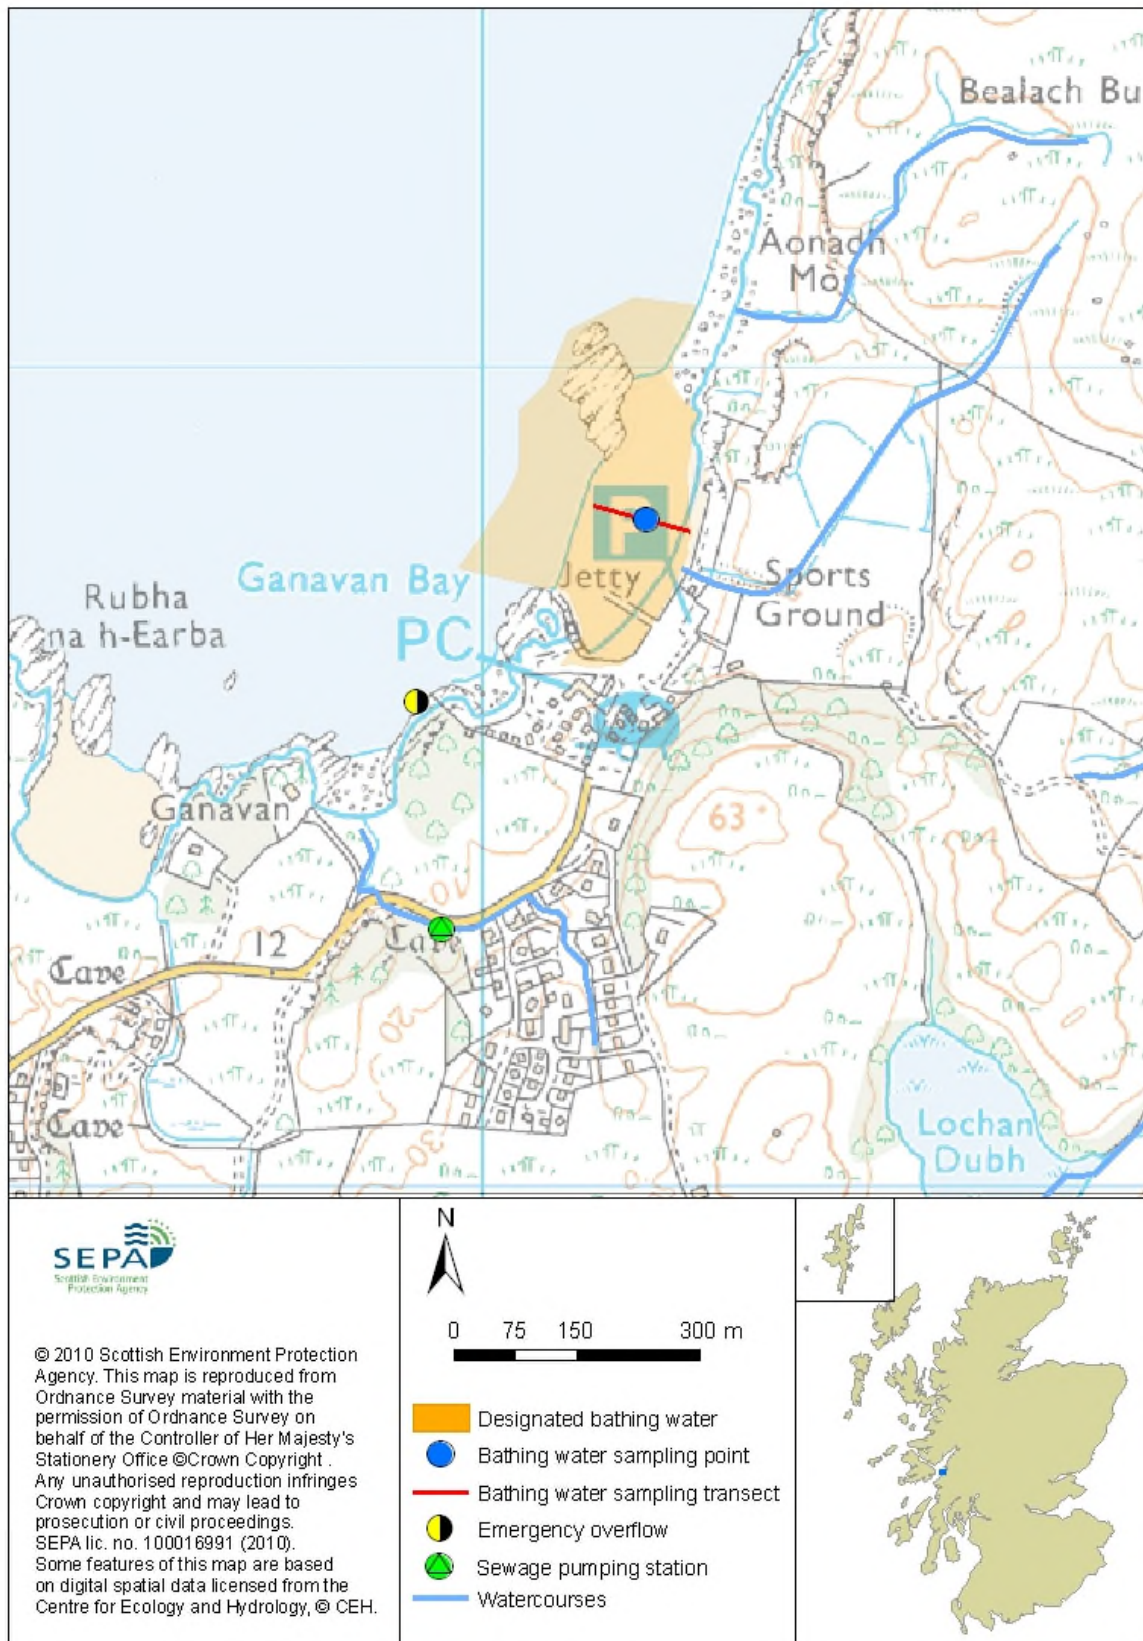 Bealach Bu
Aonadh
Mor
P
Ganavan Bay
Jetty
Sports
Ground
Rubha
na h-Earba
PC
Ganavan
63
10
12
Cave
Cave
20
Cave
30
Lochan
Dubh
SEPA
Scottish Environment
Protection Agency
© 2010 Scottish Environment Protection
Agency. This map is reproduced from
Ordnance Survey material with the
permission of Ordnance Survey on
behalf of the Controller of Her Majesty's
Stationery Office ©Crown Copyright .
Any unauthorised reproduction infringes
Crown copyright and may lead to
prosecution or civil proceedings.
SEPA lic. no. 100016991 (2010).
Some features of this map are based
on digital spatial data licensed from the
Centre for Ecology and Hydrology, © CEH.
N
0 75 150 300 m
Designated bathing water
Bathing water sampling point
Bathing water sampling transect
Emergency overflow
Sewage pumping station
Watercourses